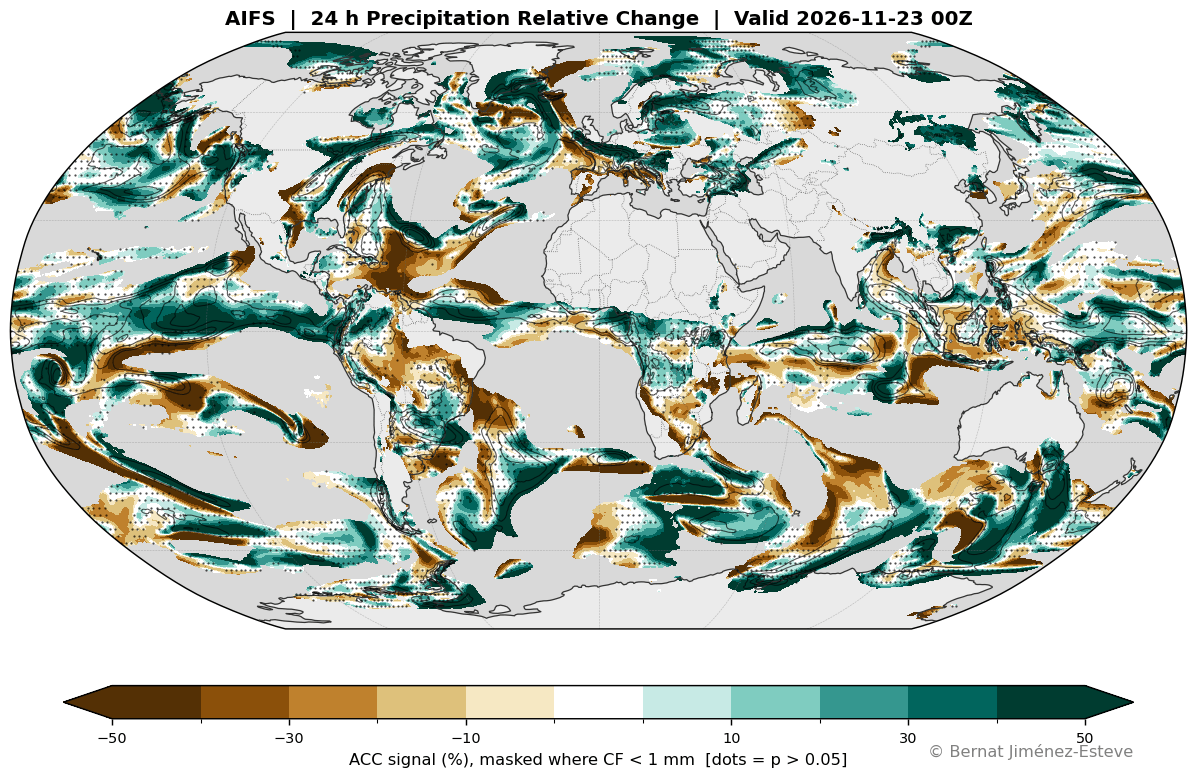 AIFS | 24 h Precipitation Relative Change | Valid 2026-11-23 00Z
−50 −30 −10 10 30 50
© Bernat Jiménez-Esteve
ACC signal (%), masked where CF < 1 mm [dots = p > 0.05]